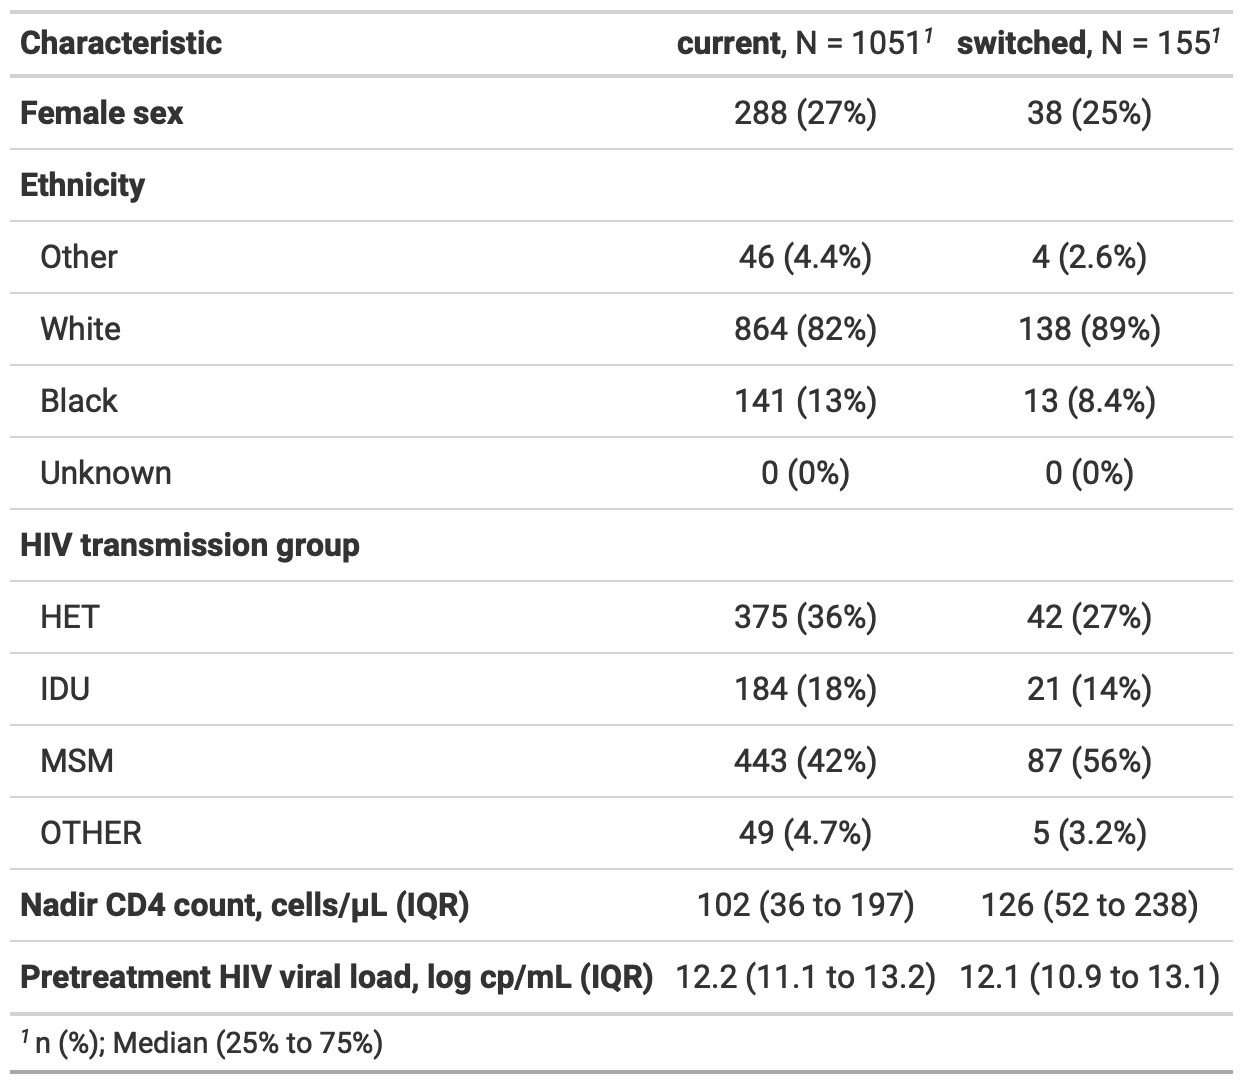 Characteristic current, N = 1051¹ switched, N = 155¹
Female sex 288 (27%) 38 (25%)
Ethnicity
Other 46 (4.4%) 4 (2.6%)
White 864 (82%) 138 (89%)
Black 141 (13%) 13 (8.4%)
Unknown 0 (0%) 0 (0%)
HIV transmission group
HET 375 (36%) 42 (27%)
IDU 184 (18%) 21 (14%)
MSM 443 (42%) 87 (56%)
OTHER 49 (4.7%) 5 (3.2%)
Nadir CD4 count, cells/µL (IQR) 102 (36 to 197) 126 (52 to 238)
Pretreatment HIV viral load, log cp/mL (IQR) 12.2 (11.1 to 13.2) 12.1 (10.9 to 13.1)
¹ n (%); Median (25% to 75%)